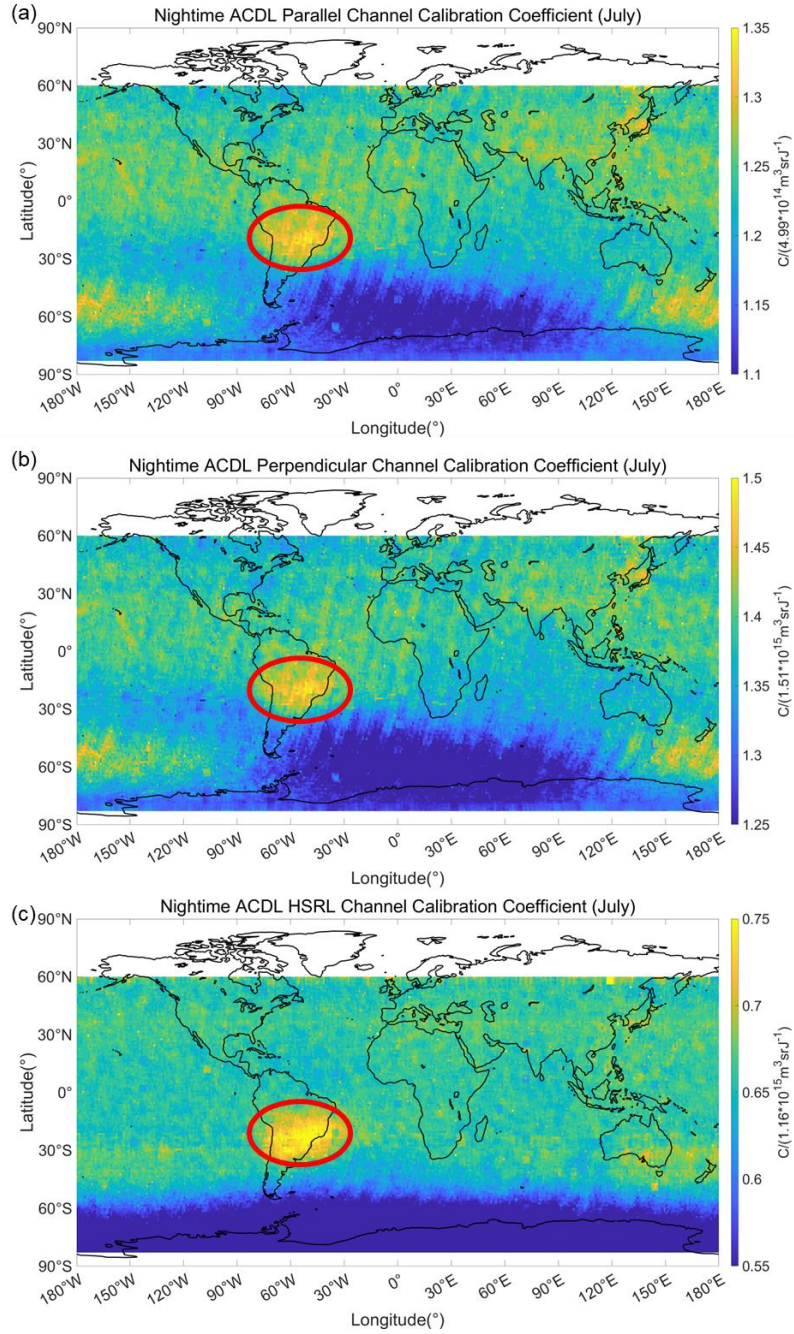 (a)
Nightime ACDL Parallel Channel Calibration Coefficient (July)
90°N
60°N
30°N
0°
30°S
60°S
90°S
Latitude(°)
180°W 150°W 120°W 90°W 60°W 30°W 0° 30°E 60°E 90°E 120°E 150°E 180°E
Longitude(°)
1.35
1.3
1.25
1.2
1.15
1.1
C/(4.99*10¹⁴m³srJ⁻¹)
(b)
Nightime ACDL Perpendicular Channel Calibration Coefficient (July)
90°N
60°N
30°N
0°
30°S
60°S
90°S
Latitude(°)
180°W 150°W 120°W 90°W 60°W 30°W 0° 30°E 60°E 90°E 120°E 150°E 180°E
Longitude(°)
1.5
1.45
1.4
1.35
1.3
1.25
C/(1.51*10¹⁵m³srJ⁻¹)
(c)
Nightime ACDL HSRL Channel Calibration Coefficient (July)
90°N
60°N
30°N
0°
30°S
60°S
90°S
Latitude(°)
180°W 150°W 120°W 90°W 60°W 30°W 0° 30°E 60°E 90°E 120°E 150°E 180°E
Longitude(°)
0.75
0.7
0.65
0.6
0.55
C/(1.16*10¹⁵m³srJ⁻¹)